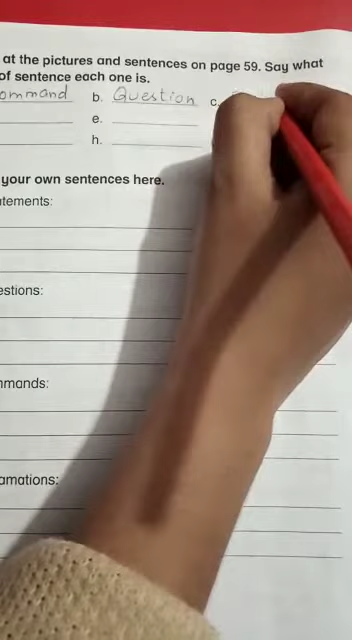 at the pictures and sentences on page 59. Say what
of sentence each one is.
ommand b. Question c.
e.
h.
your own sentences here.
tements:
estions:
mmands:
amations: